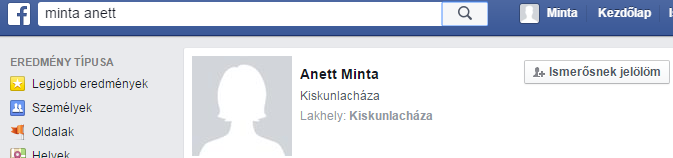 f minta anett Minta Kezdőlap
EREDMÉNY TÍPUSA
Legjobb eredmények
Személyek
Oldalak
Helyek
Anett Minta
Ismerősnek jelölöm
Kiskunlacháza
Lakhely: Kiskunlacháza